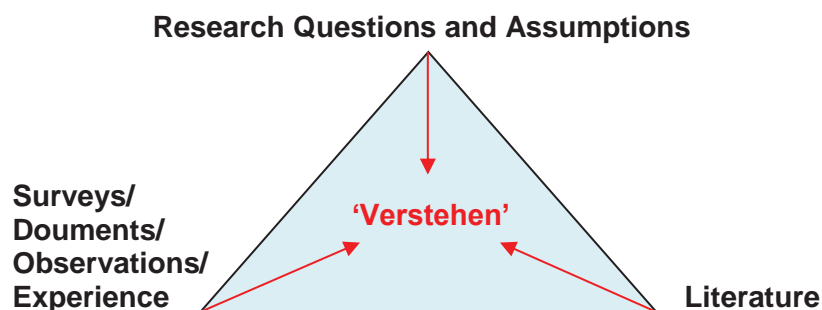 Research Questions and Assumptions
‘Verstehen’
Surveys/
Douments/
Observations/
Experience
Literature